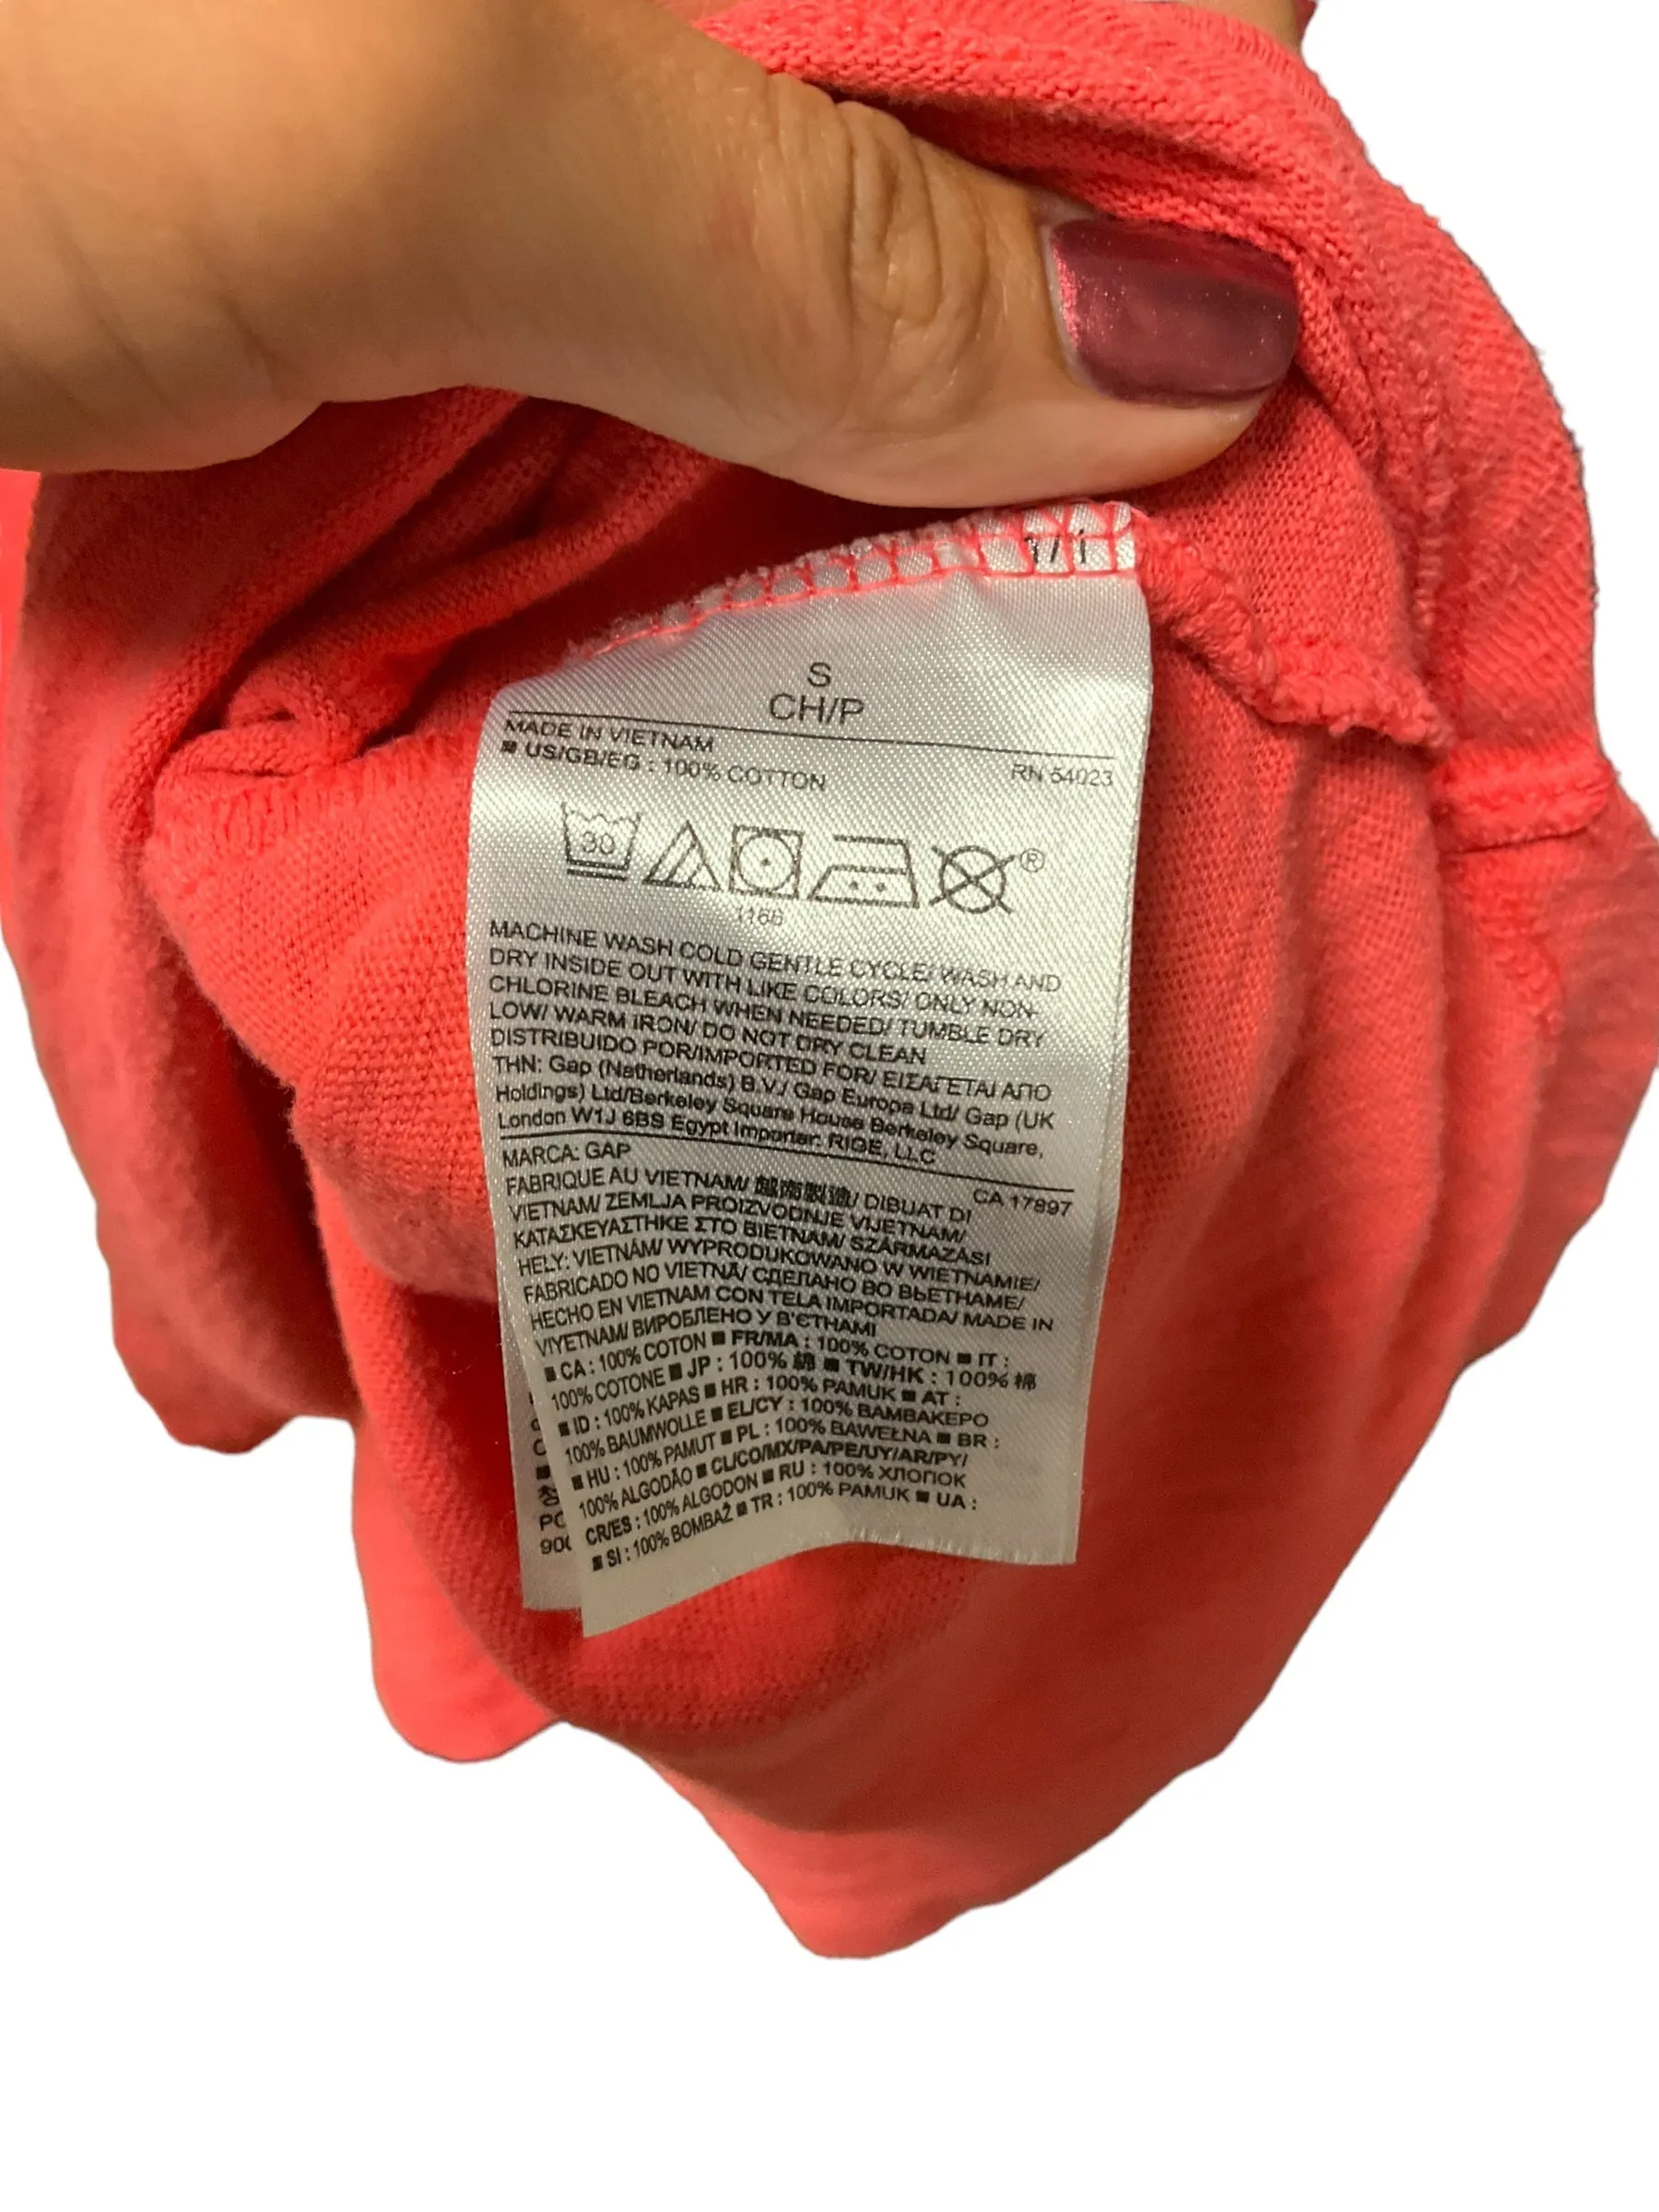 S
CH/P
MADE IN VIETNAM
■ US/GB/EG : 100% COTTON
RN 54023
30
®
1166
MACHINE WASH COLD GENTLE CYCLE/ WASH AND
DRY INSIDE OUT WITH LIKE COLORS/ ONLY NON-
CHLORINE BLEACH WHEN NEEDED/ TUMBLE DRY
LOW/ WARM IRON/ DO NOT DRY CLEAN
DISTRIBUIDO POR/IMPORTED FOR/ ΕΙΣΑΓΕΤΑΙ ΑΠΟ
ΤΗΝ: Gap (Netherlands) B.V./ Gap Europe Ltd/ Gap (UK
Holdings) Ltd/Berkeley Square House Berkeley Square,
London W1J 6BS Egypt Importer: RIGE, LLC
MARCA: GAP
CA 17897
FABRIQUE AU VIETNAM/ 越南製造/ DIBUAT DI
VIETNAM/ ZEMLJA PROIZVODNJE VIJETNAM/
ΚΑΤΑΣΚΕΥΑΣΤΗΚΕ ΣΤΟ ΒΙΕΤΝΑΜ/ SZÁRMAZÁSI
HELY: VIETNÁM/ WYPRODUKOWANO W WIETNAMIE/
FABRICADO NO VIETNÃ/ СДЕЛАНО ВО ВЬЕТНАМЕ/
HECHO EN VIETNAM CON TELA IMPORTADA/ MADE IN
VIYETNAM/ ВИРОБЛЕНО У В'ЄТНАМІ
■ CA : 100% COTON ■ FR/MA : 100% COTON ■ IT :
100% COTONE ■ JP : 100% 綿 ■ TW/HK : 100% 棉
■ ID : 100% KAPAS ■ HR : 100% PAMUK ■ AT :
100% BAUMWOLLE ■ EL/CY : 100% ΒΑΜΒΑΚΕΡΟ
■ HU : 100% PAMUT ■ PL : 100% BAWEŁNA ■ BR :
100% ALGODÃO ■ CL/CO/MX/PA/PE/UY/AR/PY/
CR/ES : 100% ALGODON ■ RU : 100% ХЛОПОК
■ SI : 100% BOMBAŽ ■ TR : 100% PAMUK ■ UA :